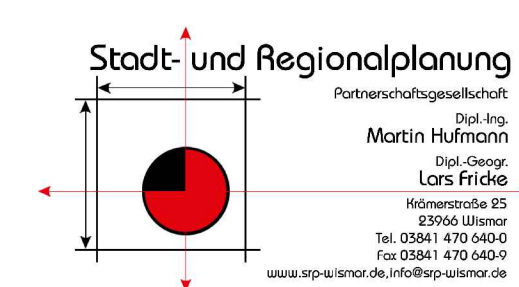 Stadt- und Regionalplanung
Partnerschaftsgesellschaft
Dipl.-Ing.
Martin Hufmann
Dipl.-Geogr.
Lars Fricke
Krämerstraße 25
23966 Wismar
Tel. 03841 470 640-0
Fax 03841 470 640-9
www.srp-wismar.de,info@srp-wismar.de